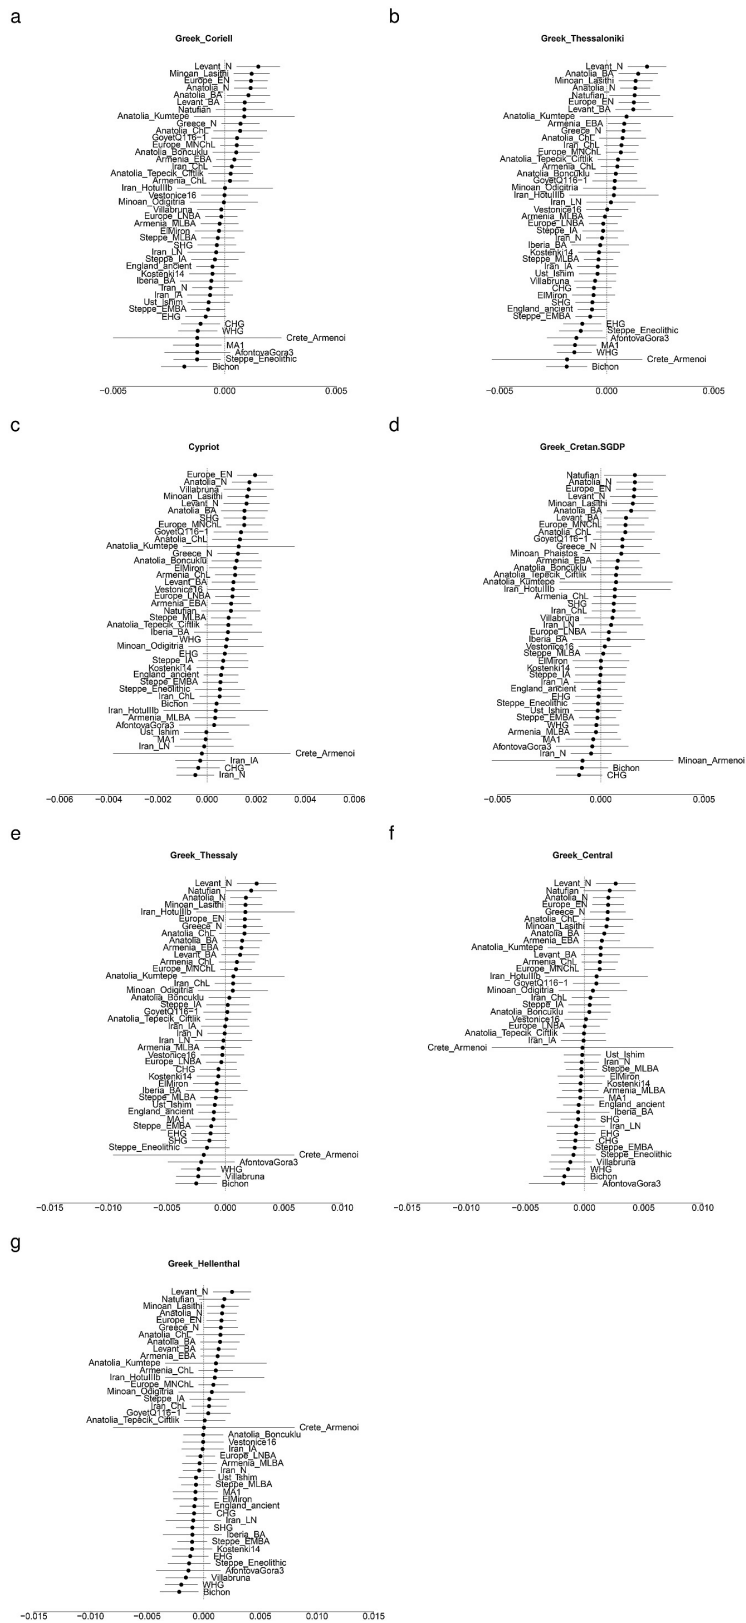 a
Greek_Coriell
Levant_N
Minoan_Lasithi
Europe_EN
Anatolia_N
Anatolia_BA
Levant_BA
Natufian
Anatolia_Kumtepe
Greece_N
Anatolia_ChL
GoyetQ116-1
Europe_MNChL
Anatolia_Boncuklu
Armenia_EBA
Iran_ChL
Anatolia_Tepecik_Ciftlik
Armenia_ChL
Iran_HotuIIIb
Vestonice16
Minoan_Odigitria
Villabruna
Europe_LNBA
Armenia_MLBA
ElMiron
Steppe_MLBA
SHG
Iran_LN
Steppe_IA
England_ancient
Kostenki14
Iberia_BA
Iran_N
Iran_IA
Ust_Ishim
Steppe_EMBA
EHG
CHG
WHG
Crete_Armenoi
MA1
AfontovaGora3
Steppe_Eneolithic
Bichon
−0.005 0.000 0.005
b
Greek_Thessaloniki
Levant_N
Anatolia_BA
Minoan_Lasithi
Anatolia_N
Natufian
Europe_EN
Levant_BA
Anatolia_Kumtepe
Armenia_EBA
Greece_N
Anatolia_ChL
Iran_ChL
Europe_MNChL
Anatolia_Tepecik_Ciftlik
Armenia_ChL
Anatolia_Boncuklu
GoyetQ116-1
Minoan_Odigitria
Iran_HotuIIIb
Iran_LN
Vestonice16
Armenia_MLBA
Europe_LNBA
Steppe_IA
Iran_N
Iberia_BA
Kostenki14
Steppe_MLBA
Iran_IA
Ust_Ishim
Villabruna
CHG
ElMiron
SHG
England_ancient
Steppe_EMBA
EHG
Steppe_Eneolithic
AfontovaGora3
MA1
WHG
Crete_Armenoi
Bichon
−0.005 0.000 0.005
c
Cypriot
Europe_EN
Anatolia_N
Villabruna
Minoan_Lasithi
Levant_N
Anatolia_BA
SHG
Europe_MNChL
GoyetQ116-1
Anatolia_ChL
Anatolia_Kumtepe
Greece_N
Anatolia_Boncuklu
ElMiron
Armenia_ChL
Levant_BA
Vestonice16
Europe_LNBA
Armenia_EBA
Natufian
Steppe_MLBA
Anatolia_Tepecik_Ciftlik
Iberia_BA
WHG
Minoan_Odigitria
EHG
Steppe_IA
Kostenki14
England_ancient
Steppe_EMBA
Steppe_Eneolithic
Iran_ChL
Bichon
Iran_HotuIIIb
Armenia_MLBA
AfontovaGora3
Ust_Ishim
MA1
Iran_LN
Crete_Armenoi
Iran_IA
CHG
Iran_N
−0.006 −0.004 −0.002 0.000 0.002 0.004 0.006
d
Greek_Cretan.SGDP
Natufian
Anatolia_N
Europe_EN
Levant_N
Minoan_Lasithi
Anatolia_BA
Levant_BA
Europe_MNChL
Anatolia_ChL
GoyetQ116-1
Greece_N
Minoan_Phaistos
Armenia_EBA
Anatolia_Boncuklu
Anatolia_Tepecik_Ciftlik
Anatolia_Kumtepe
Iran_HotuIIIb
Armenia_ChL
SHG
Iran_ChL
Villabruna
Iran_LN
Europe_LNBA
Iberia_BA
Vestonice16
Steppe_MLBA
ElMiron
Kostenki14
Steppe_IA
Iran_IA
England_ancient
EHG
Steppe_Eneolithic
Ust_Ishim
Steppe_EMBA
WHG
Armenia_MLBA
MA1
AfontovaGora3
Iran_N
Minoan_Armenoi
Bichon
CHG
−0.005 0.000 0.005
e
Greek_Thessaly
Levant_N
Natufian
Anatolia_N
Minoan_Lasithi
Iran_HotuIIIb
Europe_EN
Greece_N
Anatolia_ChL
Anatolia_BA
Armenia_EBA
Levant_BA
Armenia_ChL
Europe_MNChL
Anatolia_Kumtepe
Iran_ChL
Minoan_Odigitria
Anatolia_Boncuklu
Steppe_IA
GoyetQ116-1
Anatolia_Tepecik_Ciftlik
Iran_IA
Iran_N
Iran_LN
Armenia_MLBA
Vestonice16
Europe_LNBA
CHG
Kostenki14
ElMiron
Iberia_BA
Steppe_MLBA
Ust_Ishim
England_ancient
MA1
Steppe_EMBA
EHG
SHG
Steppe_Eneolithic
Crete_Armenoi
AfontovaGora3
WHG
Villabruna
Bichon
−0.015 −0.010 −0.005 0.000 0.005 0.010
f
Greek_Central
Levant_N
Natufian
Anatolia_N
Europe_EN
Greece_N
Anatolia_ChL
Minoan_Lasithi
Anatolia_BA
Armenia_EBA
Anatolia_Kumtepe
Levant_BA
Armenia_ChL
Europe_MNChL
Iran_HotuIIIb
GoyetQ116-1
Minoan_Odigitria
Iran_ChL
Steppe_IA
Anatolia_Boncuklu
Vestonice16
Europe_LNBA
Anatolia_Tepecik_Ciftlik
Iran_IA
Crete_Armenoi
Ust_Ishim
Iran_N
Steppe_MLBA
ElMiron
Kostenki14
Armenia_MLBA
MA1
England_ancient
Iberia_BA
SHG
Iran_LN
EHG
CHG
Steppe_EMBA
Steppe_Eneolithic
Villabruna
WHG
Bichon
AfontovaGora3
−0.015 −0.010 −0.005 0.000 0.005 0.010
g
Greek_Hellenthal
Levant_N
Natufian
Minoan_Lasithi
Anatolia_N
Europe_EN
Greece_N
Anatolia_ChL
Anatolia_BA
Levant_BA
Armenia_EBA
Anatolia_Kumtepe
Armenia_ChL
Iran_HotuIIIb
Europe_MNChL
Minoan_Odigitria
Steppe_IA
Iran_ChL
GoyetQ116-1
Anatolia_Tepecik_Ciftlik
Crete_Armenoi
Anatolia_Boncuklu
Vestonice16
Iran_IA
Europe_LNBA
Armenia_MLBA
Iran_N
Ust_Ishim
Steppe_MLBA
MA1
ElMiron
England_ancient
CHG
Iran_LN
SHG
Iberia_BA
Steppe_EMBA
Kostenki14
EHG
Steppe_Eneolithic
AfontovaGora3
Villabruna
WHG
Bichon
−0.015 −0.010 −0.005 0.000 0.005 0.010 0.015